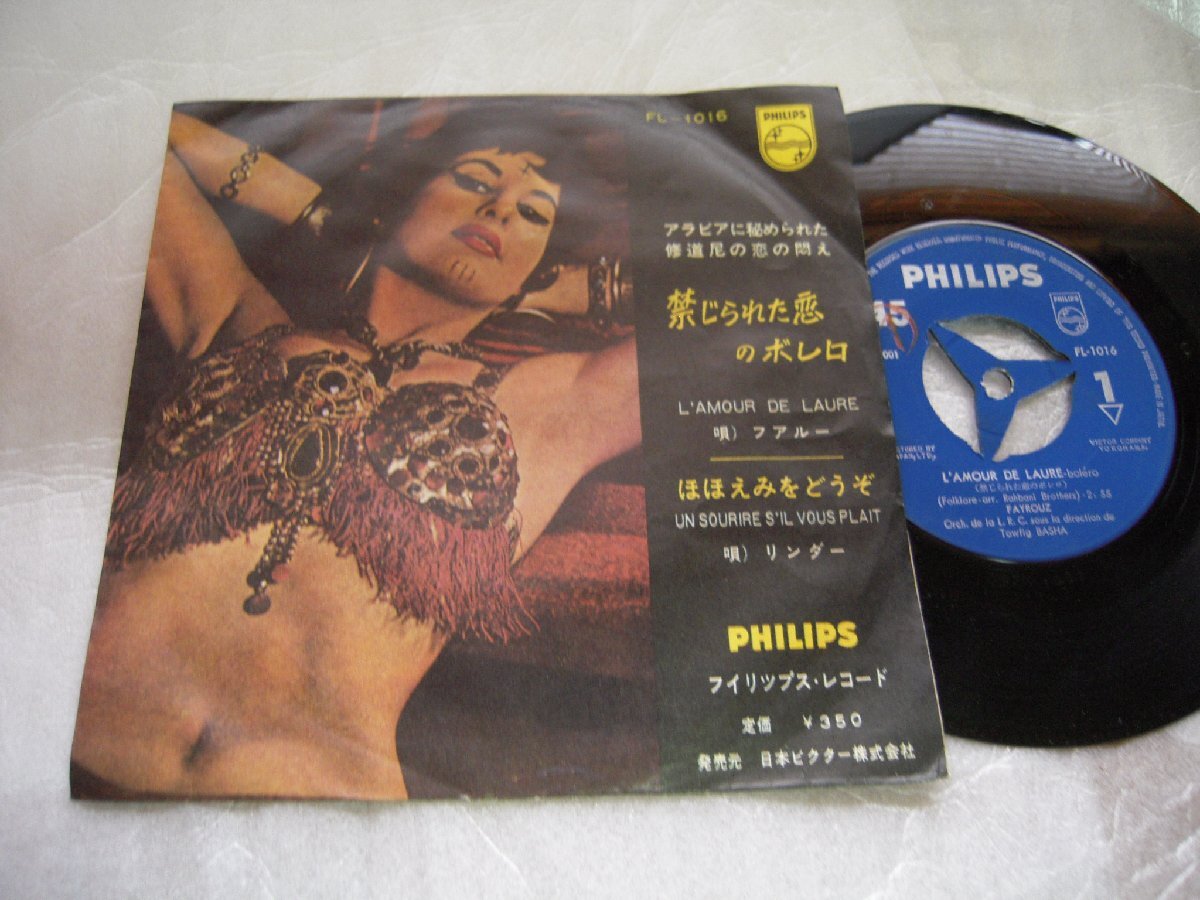 FL-1016
PHILIPS
アラビアに秘められた
修道尼の恋の悶え
禁じられた恋
のボレロ
L'AMOUR DE LAURE
唄) フアルー
ほほえみをどうぞ
UN SOURIRE S'IL VOUS PLAIT
唄) リンダー
PHILIPS
フイリツプス・レコード
定価 ¥350
発売元 日本ビクター株式会社
PHILIPS
45
PHILIPS
001
FL-1016
1
VICTOR COMPANY
YOKOHAMA
L'AMOUR DE LAURE-boléro
(禁じられた恋のボレロ)
(Folklore-arr. Rahbani Brothers)-2:55
FAYROUZ
Orch. de la L. R. C. sous la direction de
Towfig BASHA